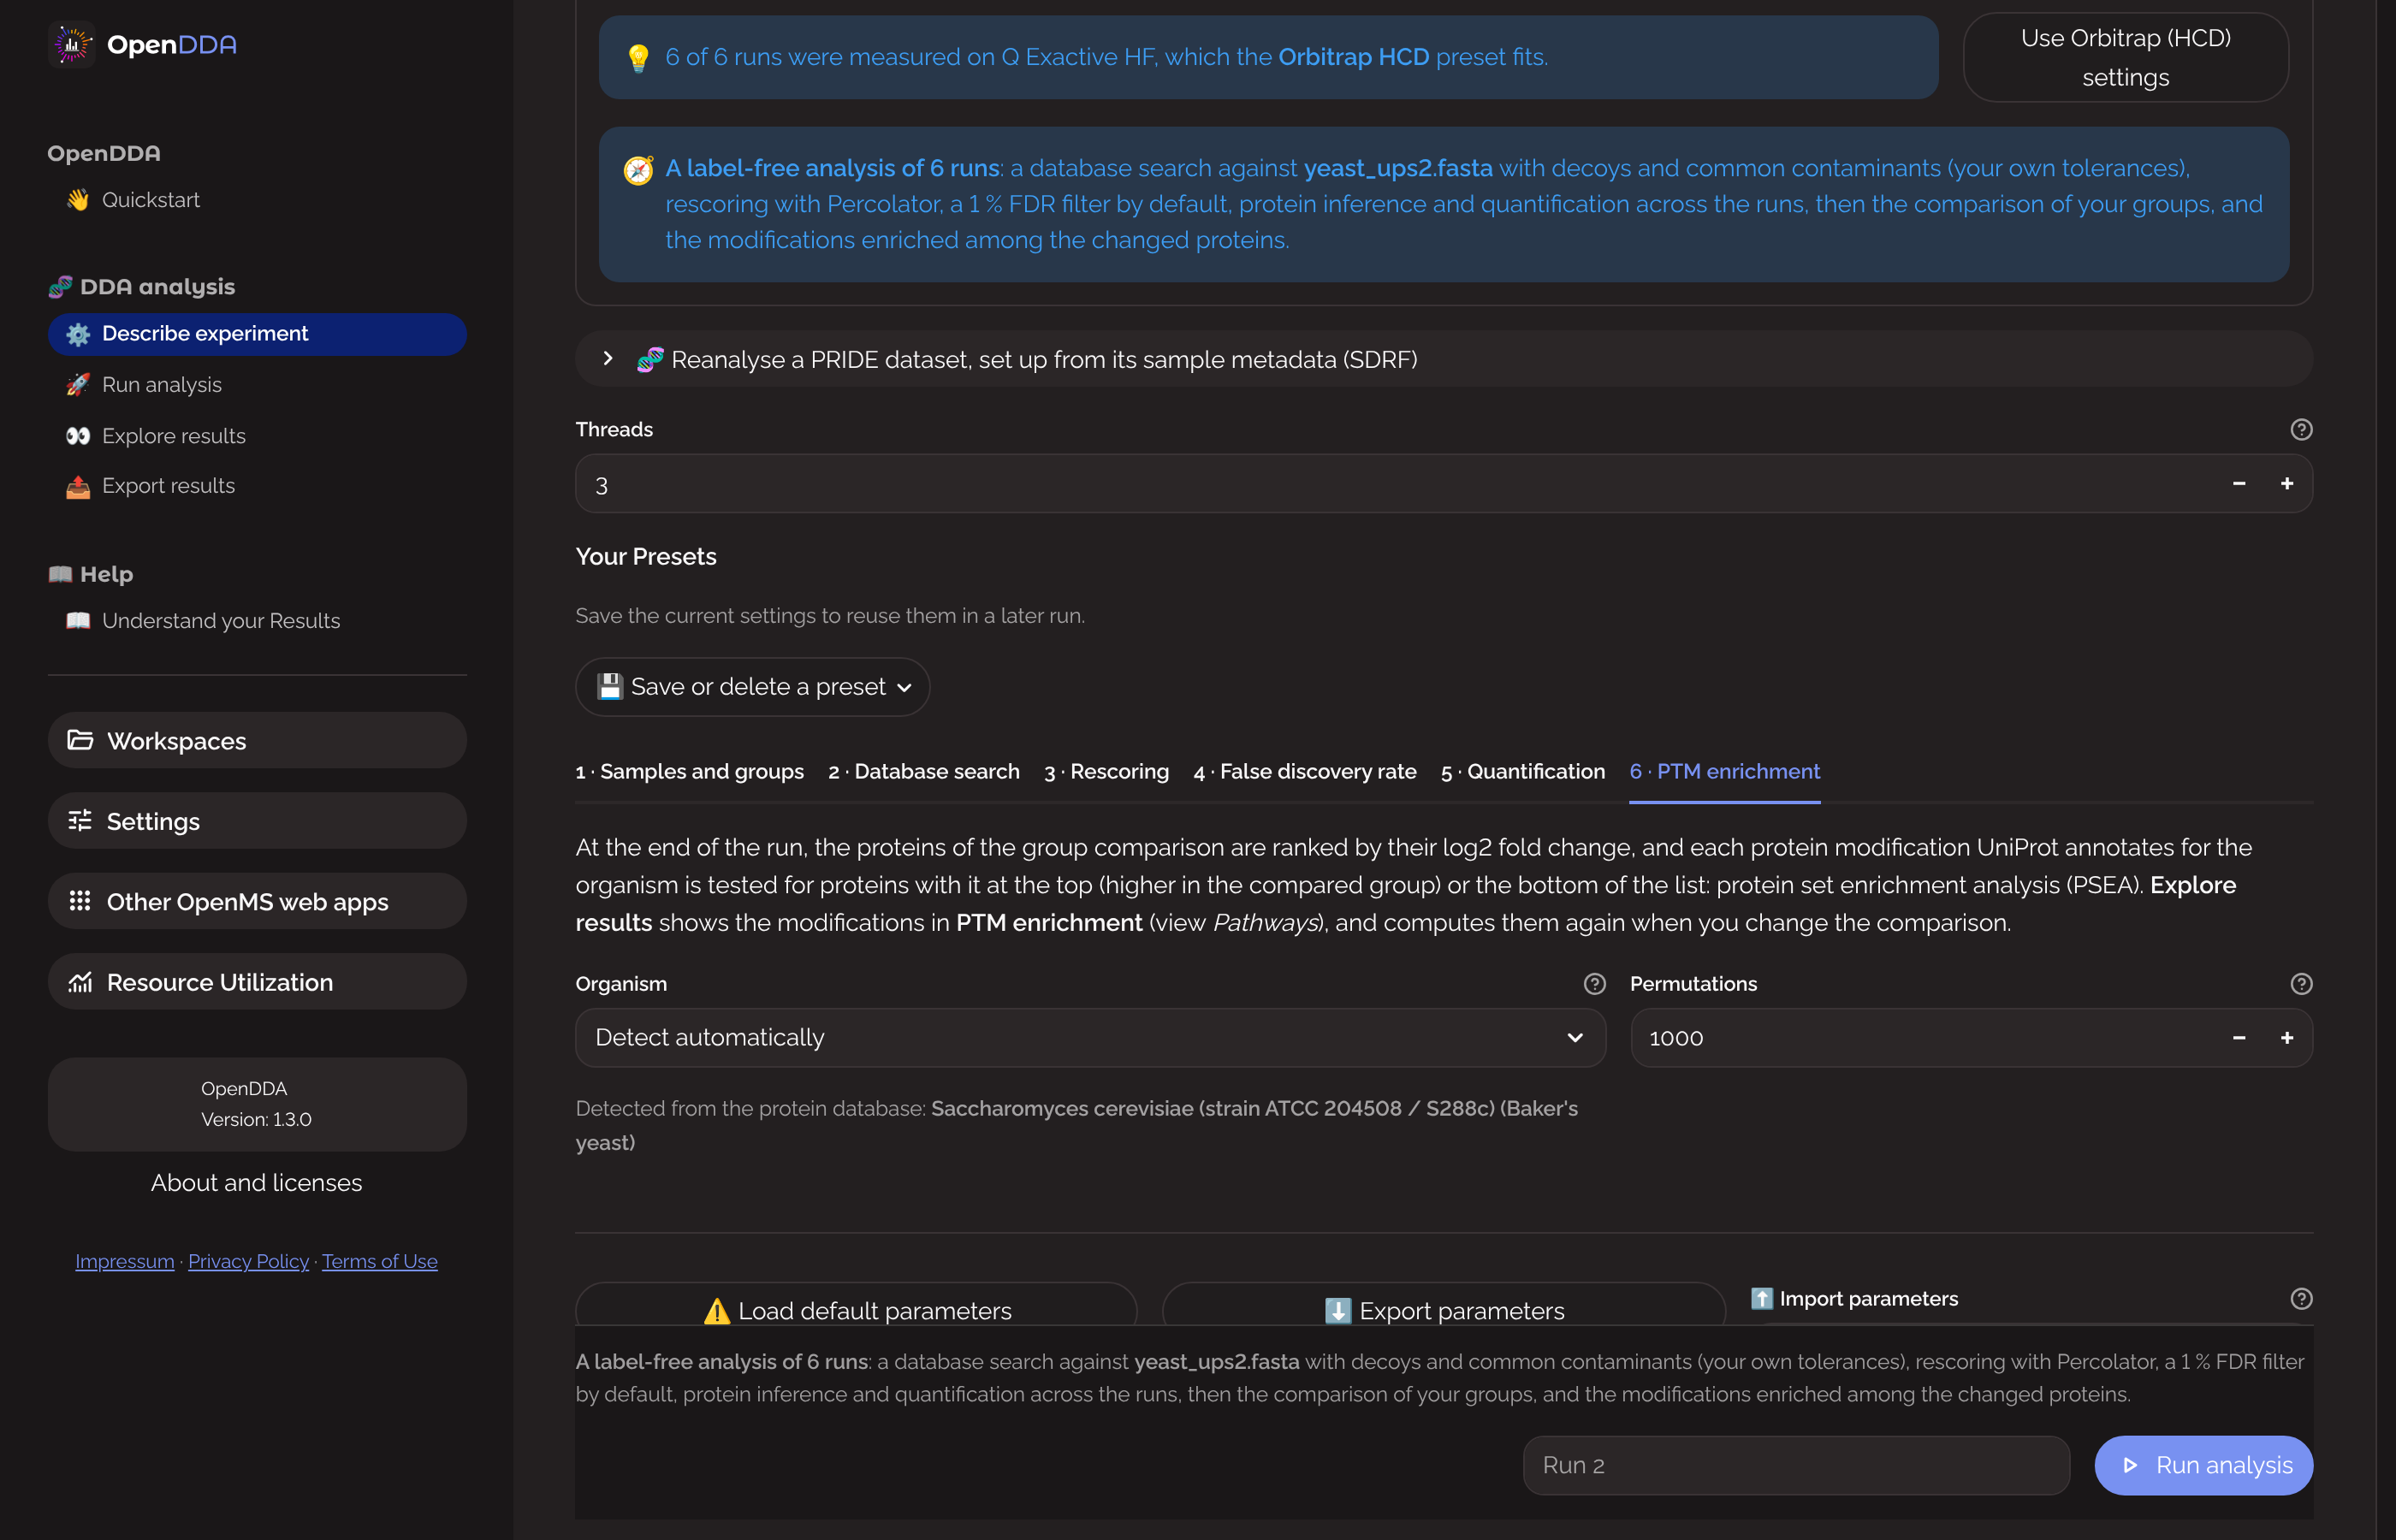 OpenDDA
OpenDDA
👋 Quickstart
🧬 DDA analysis
⚙️ Describe experiment
🚀 Run analysis
👀 Explore results
📤 Export results
📖 Help
📖 Understand your Results
Workspaces
Settings
Other OpenMS web apps
Resource Utilization
OpenDDA
Version: 1.3.0
About and licenses
Impressum · Privacy Policy · Terms of Use
💡 6 of 6 runs were measured on Q Exactive HF, which the Orbitrap HCD preset fits.
Use Orbitrap (HCD)
settings
🧭 A label-free analysis of 6 runs: a database search against yeast_ups2.fasta with decoys and common contaminants (your own tolerances),
rescoring with Percolator, a 1 % FDR filter by default, protein inference and quantification across the runs, then the comparison of your groups, and
the modifications enriched among the changed proteins.
🧬 Reanalyse a PRIDE dataset, set up from its sample metadata (SDRF)
Threads
3
Your Presets
Save the current settings to reuse them in a later run.
💾 Save or delete a preset
1 · Samples and groups 2 · Database search 3 · Rescoring 4 · False discovery rate 5 · Quantification 6 · PTM enrichment
At the end of the run, the proteins of the group comparison are ranked by their log2 fold change, and each protein modification UniProt annotates for the
organism is tested for proteins with it at the top (higher in the compared group) or the bottom of the list: protein set enrichment analysis (PSEA). Explore
results shows the modifications in PTM enrichment (view Pathways), and computes them again when you change the comparison.
Organism
Detect automatically
Permutations
1000
Detected from the protein database: Saccharomyces cerevisiae (strain ATCC 204508 / S288c) (Baker's
yeast)
⚠️ Load default parameters
⬇️ Export parameters
⬆️ Import parameters
A label-free analysis of 6 runs: a database search against yeast_ups2.fasta with decoys and common contaminants (your own tolerances), rescoring with Percolator, a 1 % FDR filter
by default, protein inference and quantification across the runs, then the comparison of your groups, and the modifications enriched among the changed proteins.
Run 2
Run analysis